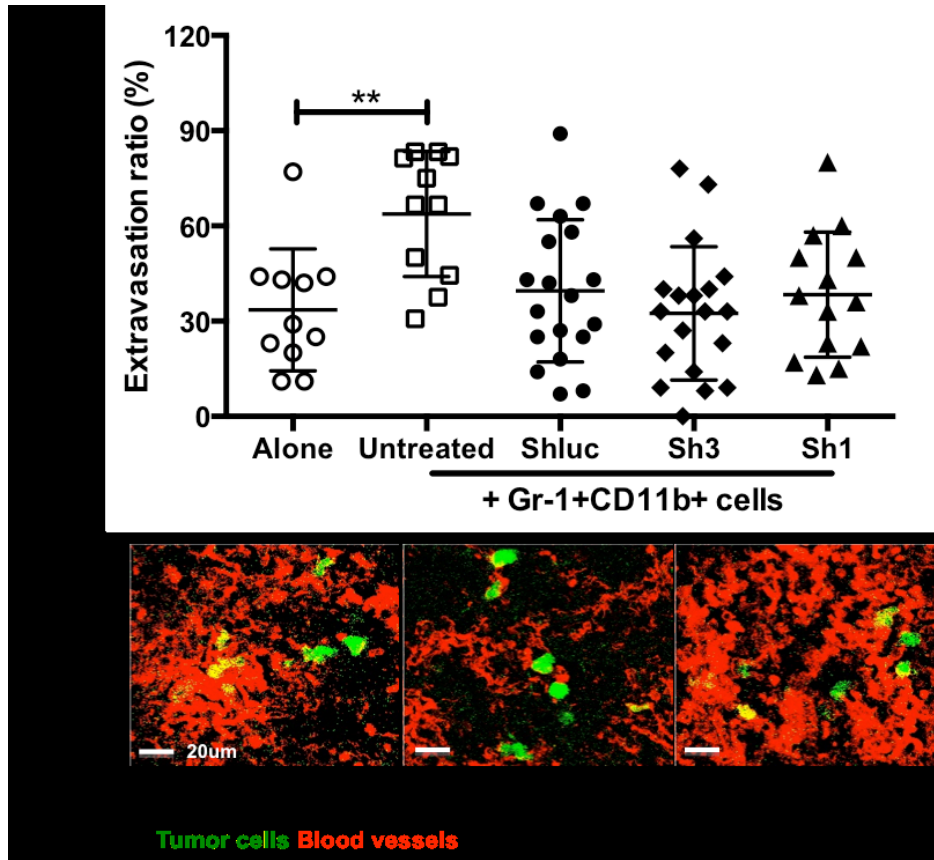 120
**
90
60
30
0
Extravasation ratio (%)
Alone Untreated Shluc Sh3 Sh1
+ Gr-1+CD11b+ cells
20um
Tumor cells Blood vessels